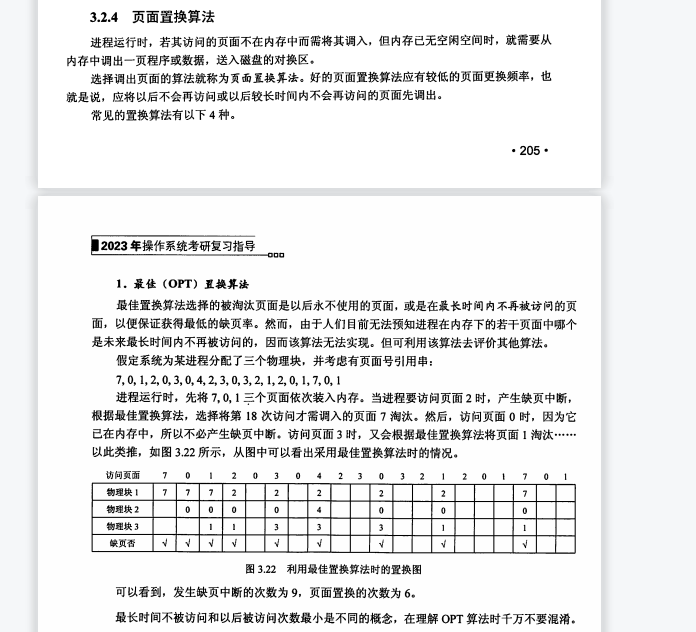 3.2.4 页面置换算法
进程运行时，若其访问的页面不在内存中而需将其调入，但内存已无空闲空间时，就需要从
内存中调出一页程序或数据，送入磁盘的对换区。
选择调出页面的算法就称为页面置换算法。好的页面置换算法应有较低的页面更换频率，也
就是说，应将以后不会再访问或以后较长时间内不会再访问的页面先调出。
常见的置换算法有以下 4 种。
·205·
2023 年操作系统考研复习指导
1．最佳（OPT）置换算法
最佳置换算法选择的被淘汰页面是以后永不使用的页面，或是在最长时间内不再被访问的页
面，以便保证获得最低的缺页率。然而，由于人们目前无法预知进程在内存下的若干页面中哪个
是未来最长时间内不再被访问的，因而该算法无法实现。但可利用该算法去评价其他算法。
假定系统为某进程分配了三个物理块，并考虑有页面号引用串：
7, 0, 1, 2, 0, 3, 0, 4, 2, 3, 0, 3, 2, 1, 2, 0, 1, 7, 0, 1
进程运行时，先将 7, 0, 1 三个页面依次装入内存。当进程要访问页面 2 时，产生缺页中断，
根据最佳置换算法，选择将第 18 次访问才需调入的页面 7 淘汰。然后，访问页面 0 时，因为它
已在内存中，所以不必产生缺页中断。访问页面 3 时，又会根据最佳置换算法将页面 1 淘汰……
以此类推，如图 3.22 所示，从图中可以看出采用最佳置换算法时的情况。
访问页面 7 0 1 2 0 3 0 4 2 3 0 3 2 1 2 0 1 7 0 1
物理块 1 7 7 7 2 2 2 2 2 7
物理块 2 0 0 0 0 4 0 0 0
物理块 3 1 1 3 3 3 1 1
缺页否 √ √ √ √ √ √ √ √ √
图 3.22 利用最佳置换算法时的置换图
可以看到，发生缺页中断的次数为 9，页面置换的次数为 6。
最长时间不被访问和以后被访问次数最小是不同的概念，在理解 OPT 算法时千万不要混淆。